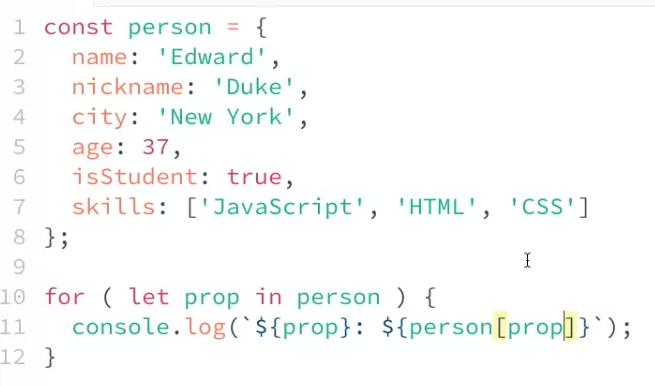 1 const person = {
2   name: 'Edward',
3   nickname: 'Duke',
4   city: 'New York',
5   age: 37,
6   isStudent: true,
7   skills: ['JavaScript', 'HTML', 'CSS']
8 };
9
10 for ( let prop in person ) {
11   console.log(`${prop}: ${person[prop]}`);
12 }